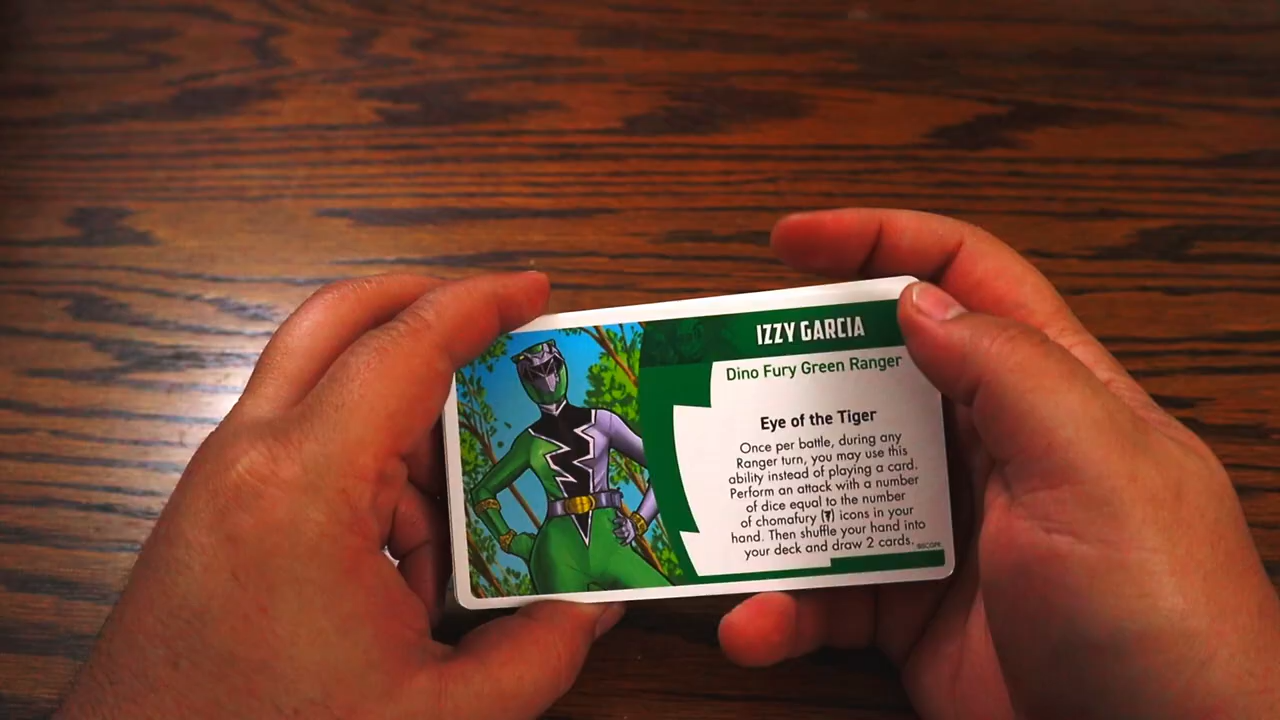 IZZY GARCIA
Dino Fury Green Ranger
Eye of the Tiger
Once per battle, during any
Ranger turn, you may use this
ability instead of playing a card.
Perform an attack with a number
of dice equal to the number
of chomafury () icons in your
hand. Then shuffle your hand into
your deck and draw 2 cards.